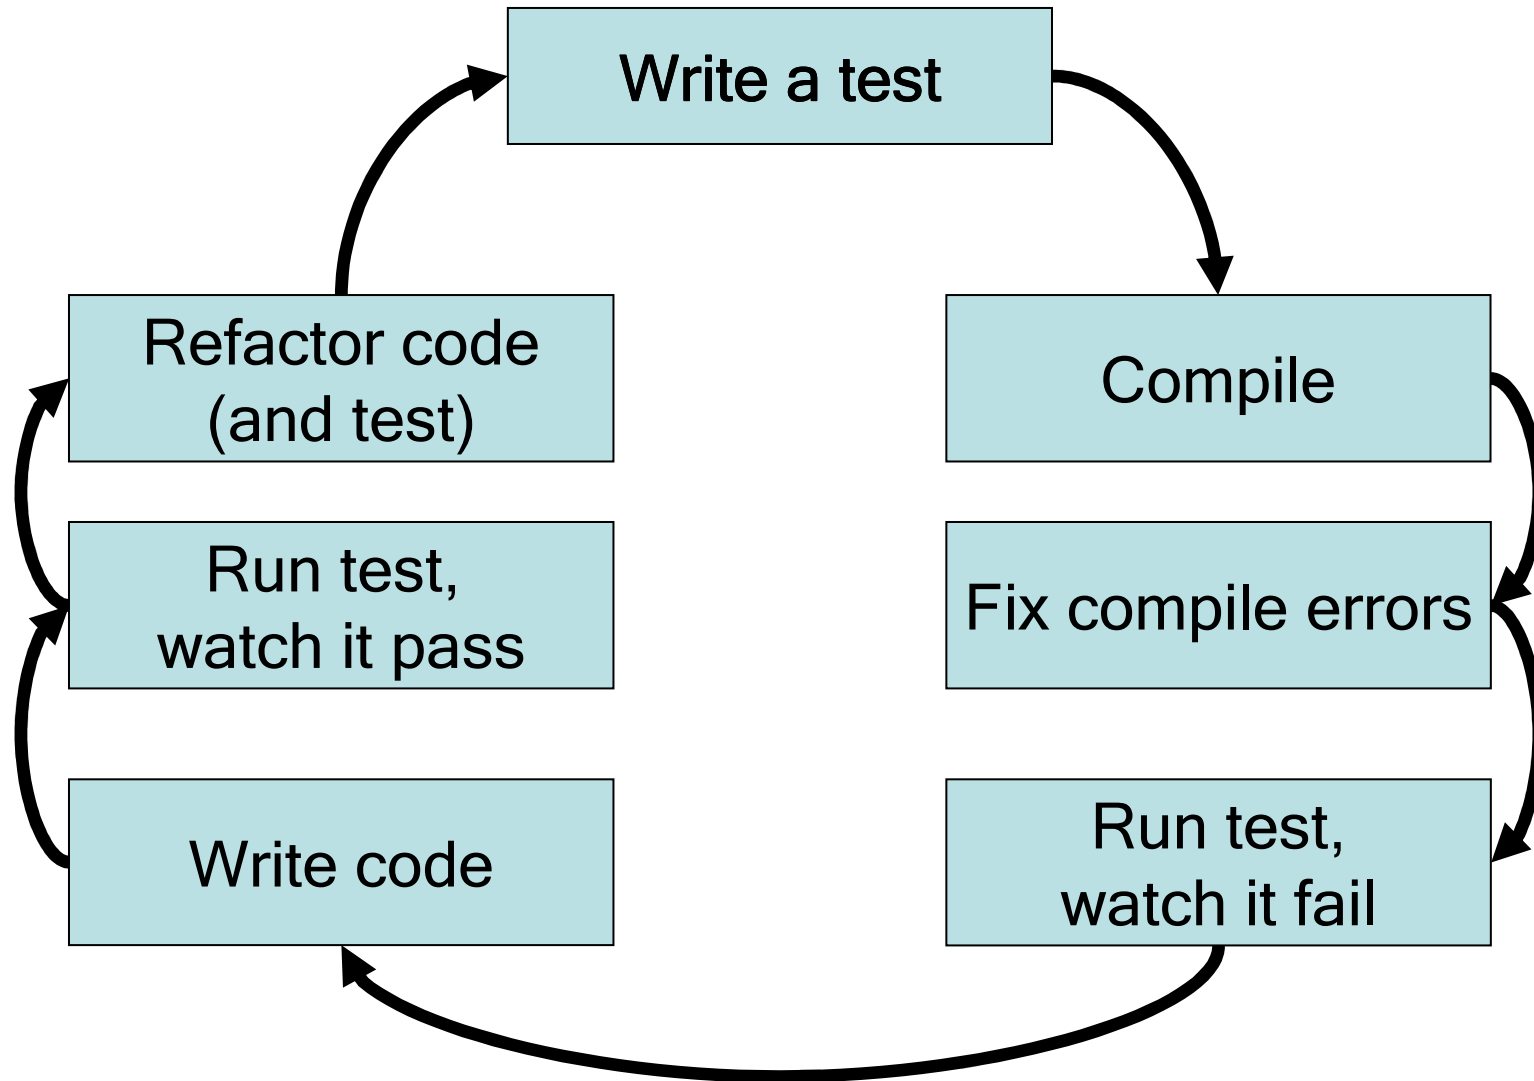 Write a test
Refactor code
(and test)
Compile
Run test,
watch it pass
Fix compile errors
Write code
Run test,
watch it fail